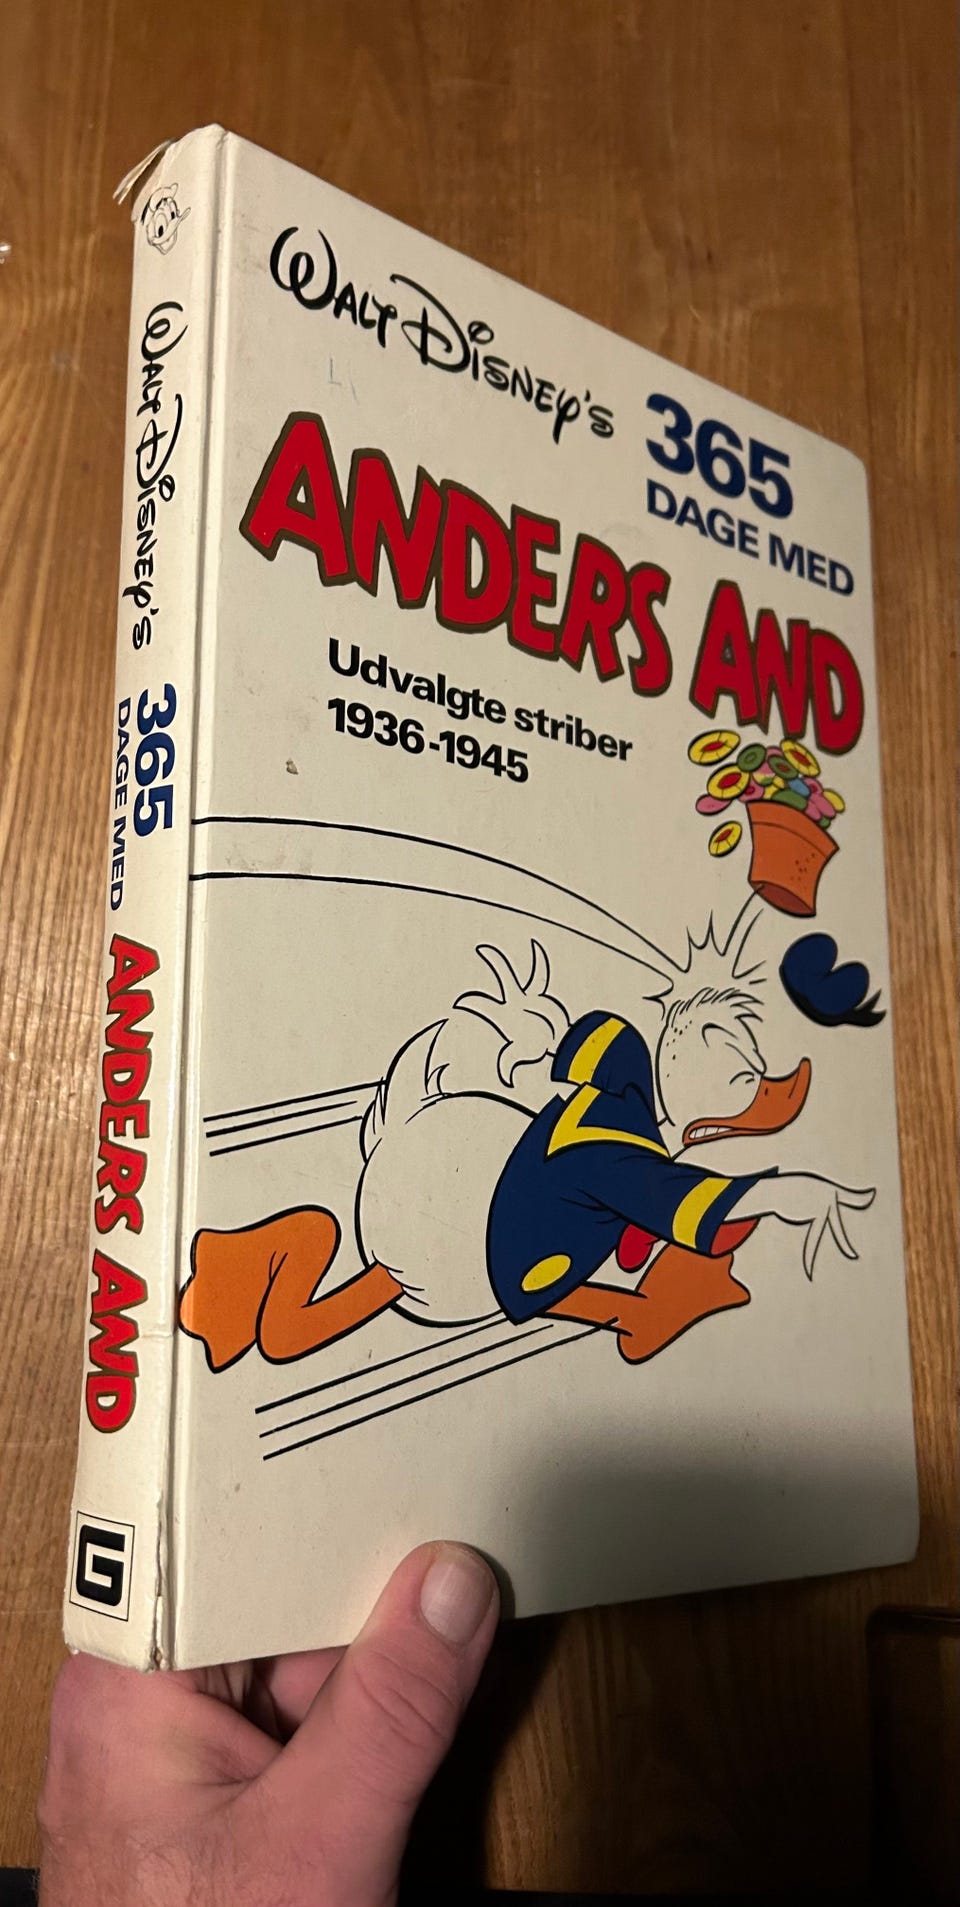 WALT DISNEY'S
365
DAGE MED
ANDERS AND
Udvalgte striber
1936-1945
WALT DISNEY'S
365
DAGE MED
ANDERS AND
G